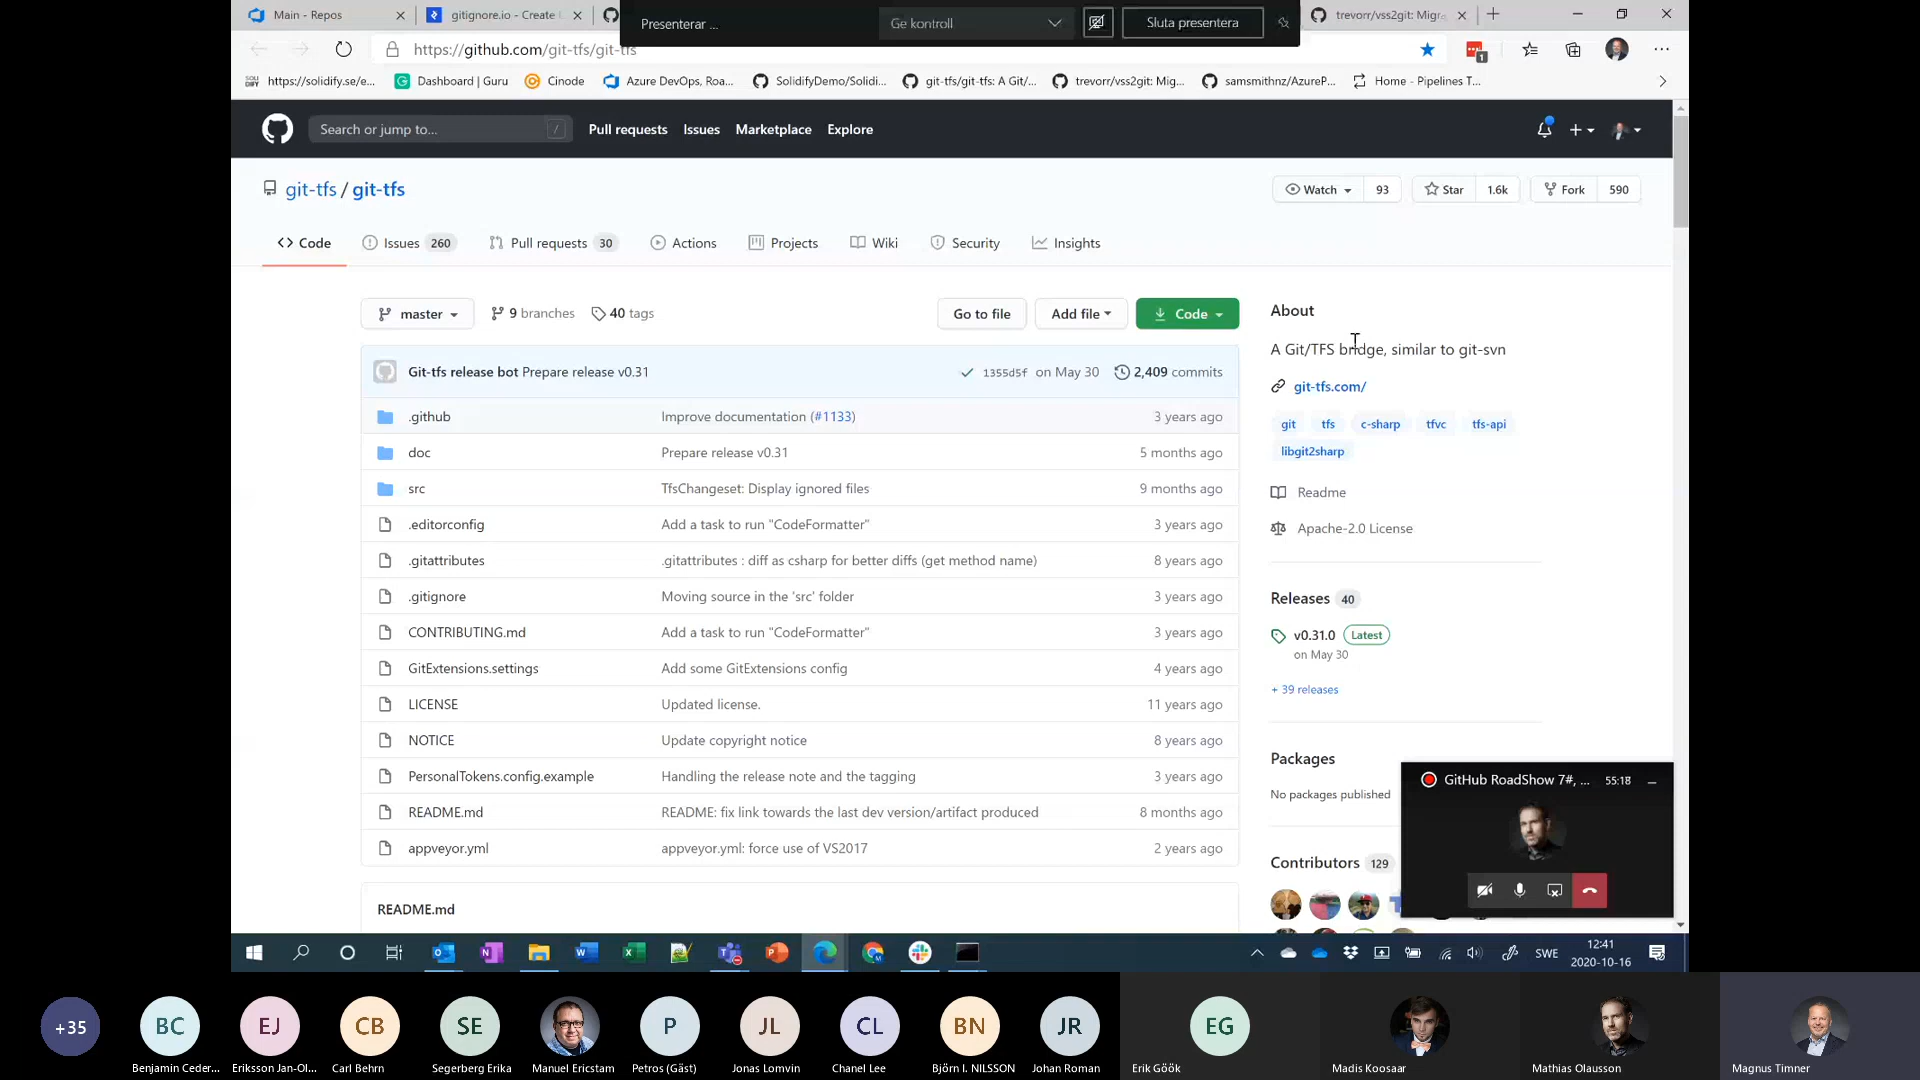 Main - Repos
gitignore.io - Create
Presenterar ...
Ge kontroll
Sluta presentera
trevorr/vss2git: Migr
https://github.com/git-tfs/git-tfs
1
https://solidify.se/e...
Dashboard | Guru
Cinode
Azure DevOps, Roa...
SolidifyDemo/Solidi...
git-tfs/git-tfs: A Git/...
trevorr/vss2git: Mig...
samsmithnz/AzureP...
Home - Pipelines T...
Search or jump to...
/
Pull requests
Issues
Marketplace
Explore
git-tfs / git-tfs
Watch 93
Star 1.6k
Fork 590
Code
Issues 260
Pull requests 30
Actions
Projects
Wiki
Security
Insights
master
9 branches
40 tags
Go to file
Add file
Code
Git-tfs release bot Prepare release v0.31
1355d5f on May 30
2,409 commits
.github Improve documentation (#1133) 3 years ago
doc Prepare release v0.31 5 months ago
src TfsChangeset: Display ignored files 9 months ago
.editorconfig Add a task to run "CodeFormatter" 3 years ago
.gitattributes .gitattributes : diff as csharp for better diffs (get method name) 8 years ago
.gitignore Moving source in the 'src' folder 3 years ago
CONTRIBUTING.md Add a task to run "CodeFormatter" 3 years ago
GitExtensions.settings Add some GitExtensions config 4 years ago
LICENSE Updated license. 11 years ago
NOTICE Update copyright notice 8 years ago
PersonalTokens.config.example Handling the release note and the tagging 3 years ago
README.md README: fix link towards the last dev version/artifact produced 8 months ago
appveyor.yml appveyor.yml: force use of VS2017 2 years ago
README.md
About
A Git/TFS bridge, similar to git-svn
git-tfs.com/
git tfs c-sharp tfvc tfs-api
libgit2sharp
Readme
Apache-2.0 License
Releases 40
v0.31.0 Latest
on May 30
+ 39 releases
Packages
No packages published
Contributors 129
GitHub RoadShow 7#, ... 55:18
SWE
12:41
2020-10-16
+35
BC
EJ
CB
SE
P
JL
CL
BN
JR
EG
Benjamin Ceder...
Eriksson Jan-Ol...
Carl Behrn
Segerberg Erika
Manuel Ericstam
Petros (Gäst)
Jonas Lomvin
Chanel Lee
Björn I. NILSSON
Johan Roman
Erik Göök
Madis Koosaar
Mathias Olausson
Magnus Timner